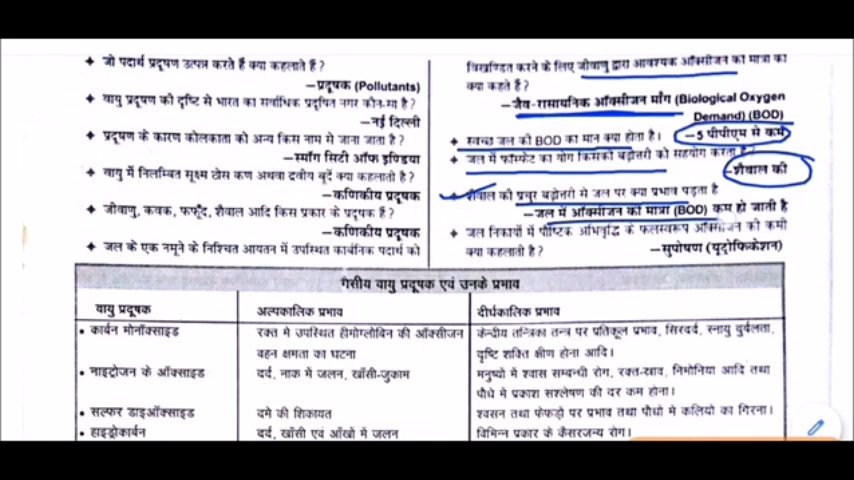 ✦ जो पदार्थ प्रदूषण उत्पन्न करते हैं क्या कहलाते हैं?
–प्रदूषक (Pollutants)
✦ वायु प्रदूषण की दृष्टि से भारत का सर्वाधिक प्रदूषित नगर कौन-सा है?
–नई दिल्ली
✦ प्रदूषण के कारण कोलकाता को अन्य किस नाम से जाना जाता है?
–स्मॉग सिटी ऑफ इण्डिया
✦ वायु में निलम्बित सूक्ष्म ठोस कण अथवा द्रवीय बूदें क्या कहलाती है?
–कणिकीय प्रदूषक
✦ जीवाणु, कवक, फफूँद, शैवाल आदि किस प्रकार के प्रदूषक हैं?
–कणिकीय प्रदूषक
✦ जल के एक नमूने के निश्चित आयतन में उपस्थित कार्बनिक पदार्थ को
विखण्डित करने के लिए जीवाणु द्वारा आवश्यक ऑक्सीजन की मात्रा को
क्या कहते हैं?
–जैव-रासायनिक ऑक्सीजन माँग (Biological Oxygen
Demand) (BOD)
✦ स्वच्छ जल की BOD का मान क्या होता है। –5 पीपीएम से कम
✦ जल में फॉस्फेट का योग किसकी बढ़ोतरी को सहयोग करता है?
–शैवाल की
शैवाल की प्रचुर बढ़ोतरी से जल पर क्या प्रभाव पड़ता है
–जल में ऑक्सीजन की मात्रा (BOD) कम हो जाती है
✦ जल निकायों में पौष्टिक अभिवृद्धि के फलस्वरूप ऑक्सीजन की कमी
क्या कहलाती है? –सुपोषण (यूट्रोफिकेशन)
गैसीय वायु प्रदूषक एवं उनके प्रभाव
वायु प्रदूषक अल्पकालिक प्रभाव दीर्घकालिक प्रभाव
• कार्बन मोनॉक्साइड रक्त मे उपस्थित हीमोग्लोबिन की ऑक्सीजन केन्दीय तन्त्रिका तन्त्र पर प्रतिकूल प्रभाव, सिरदर्द, स्नायु दुर्बलता,
वहन क्षमता का घटना दृष्टि शक्ति क्षीण होना आदि।
• नाइट्रोजन के ऑक्साइड दर्द, नाक में जलन, खाँसी-जुकाम मनुष्यो में श्वास सम्बन्धी रोग, रक्त-स्राव, निमोनिया आदि तथा
पौधे में प्रकाश सश्लेषण की दर कम होना।
• सल्फर डाइऑक्साइड दमे की शिकायत श्वसन तथा फेफड़ो पर प्रभाव तथा पौधो मे कलियो का गिरना।
• हाइड्रोकार्बन दर्द, खाँसी एवं आँखों में जलन विभिन्न प्रकार के कैंसरजन्य रोग।